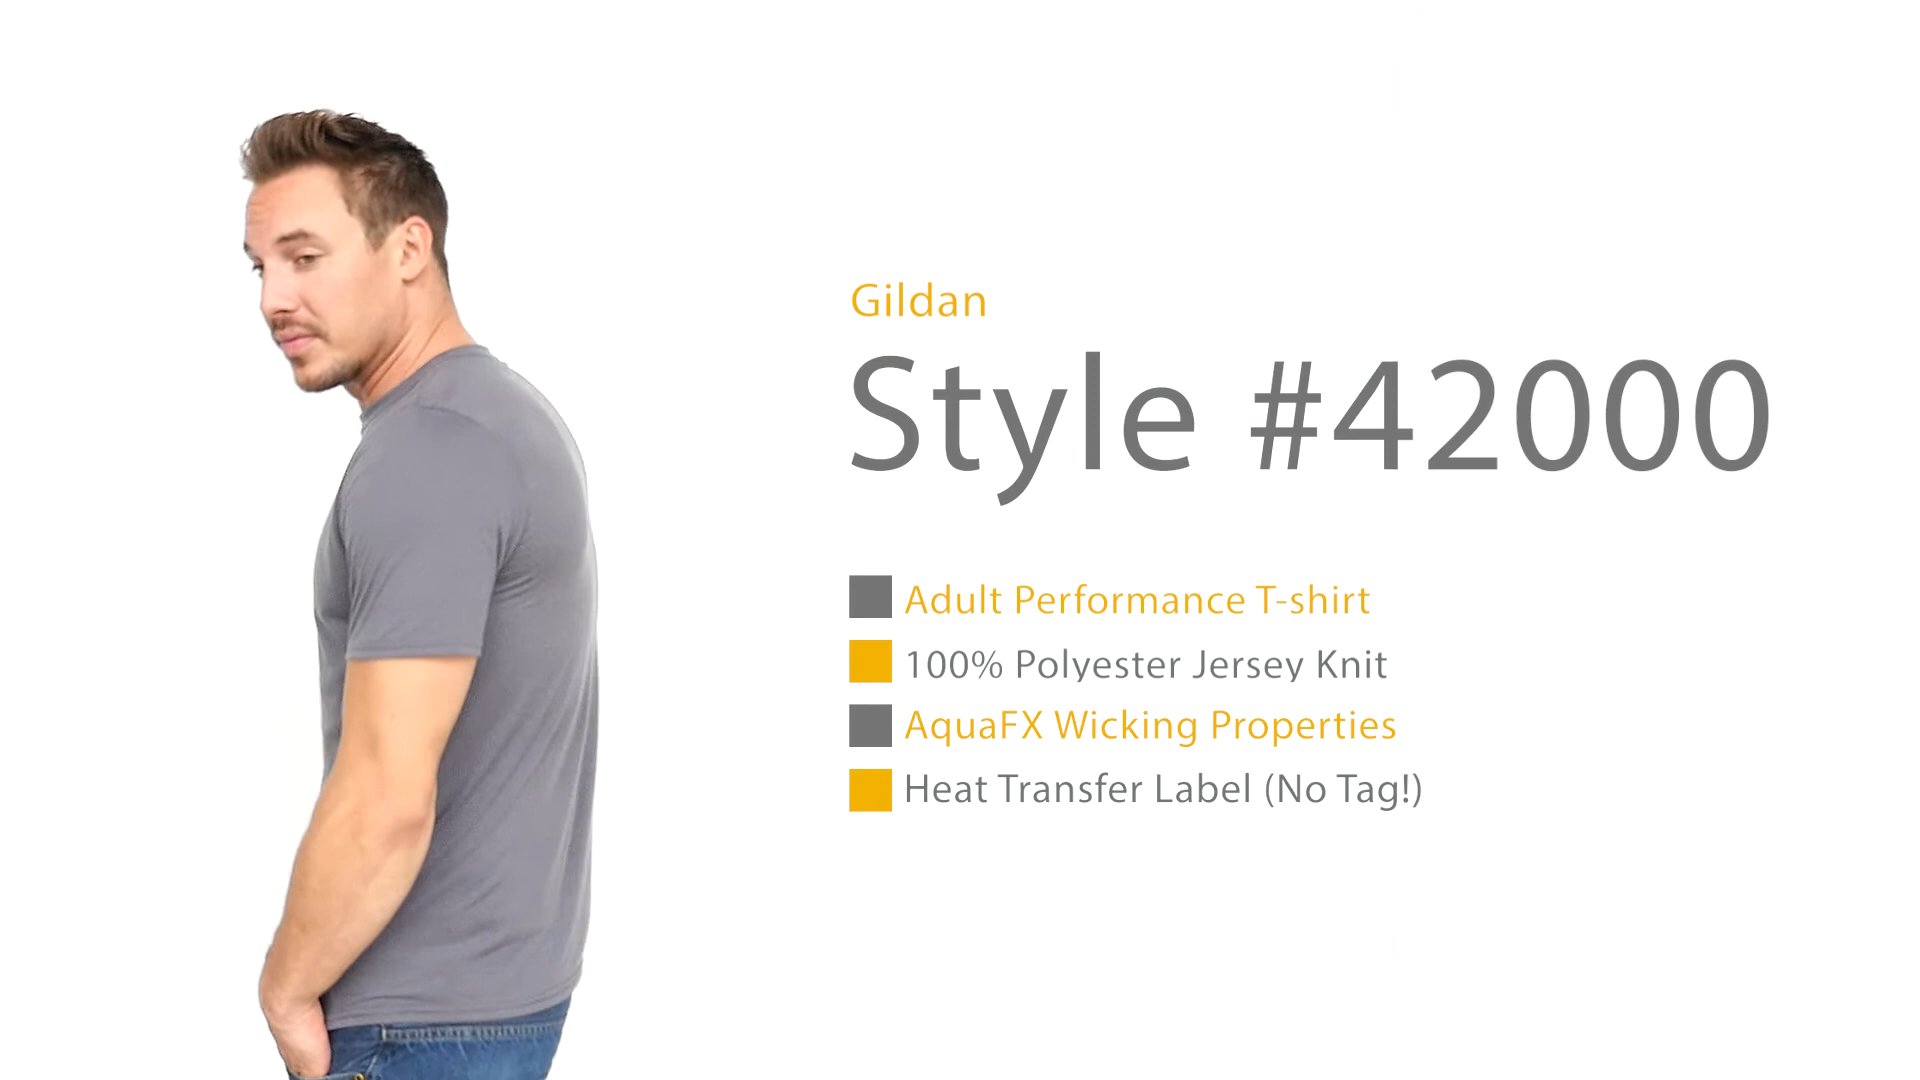 Gildan
Style #42000
Adult Performance T-shirt
100% Polyester Jersey Knit
AquaFX Wicking Properties
Heat Transfer Label (No Tag!)